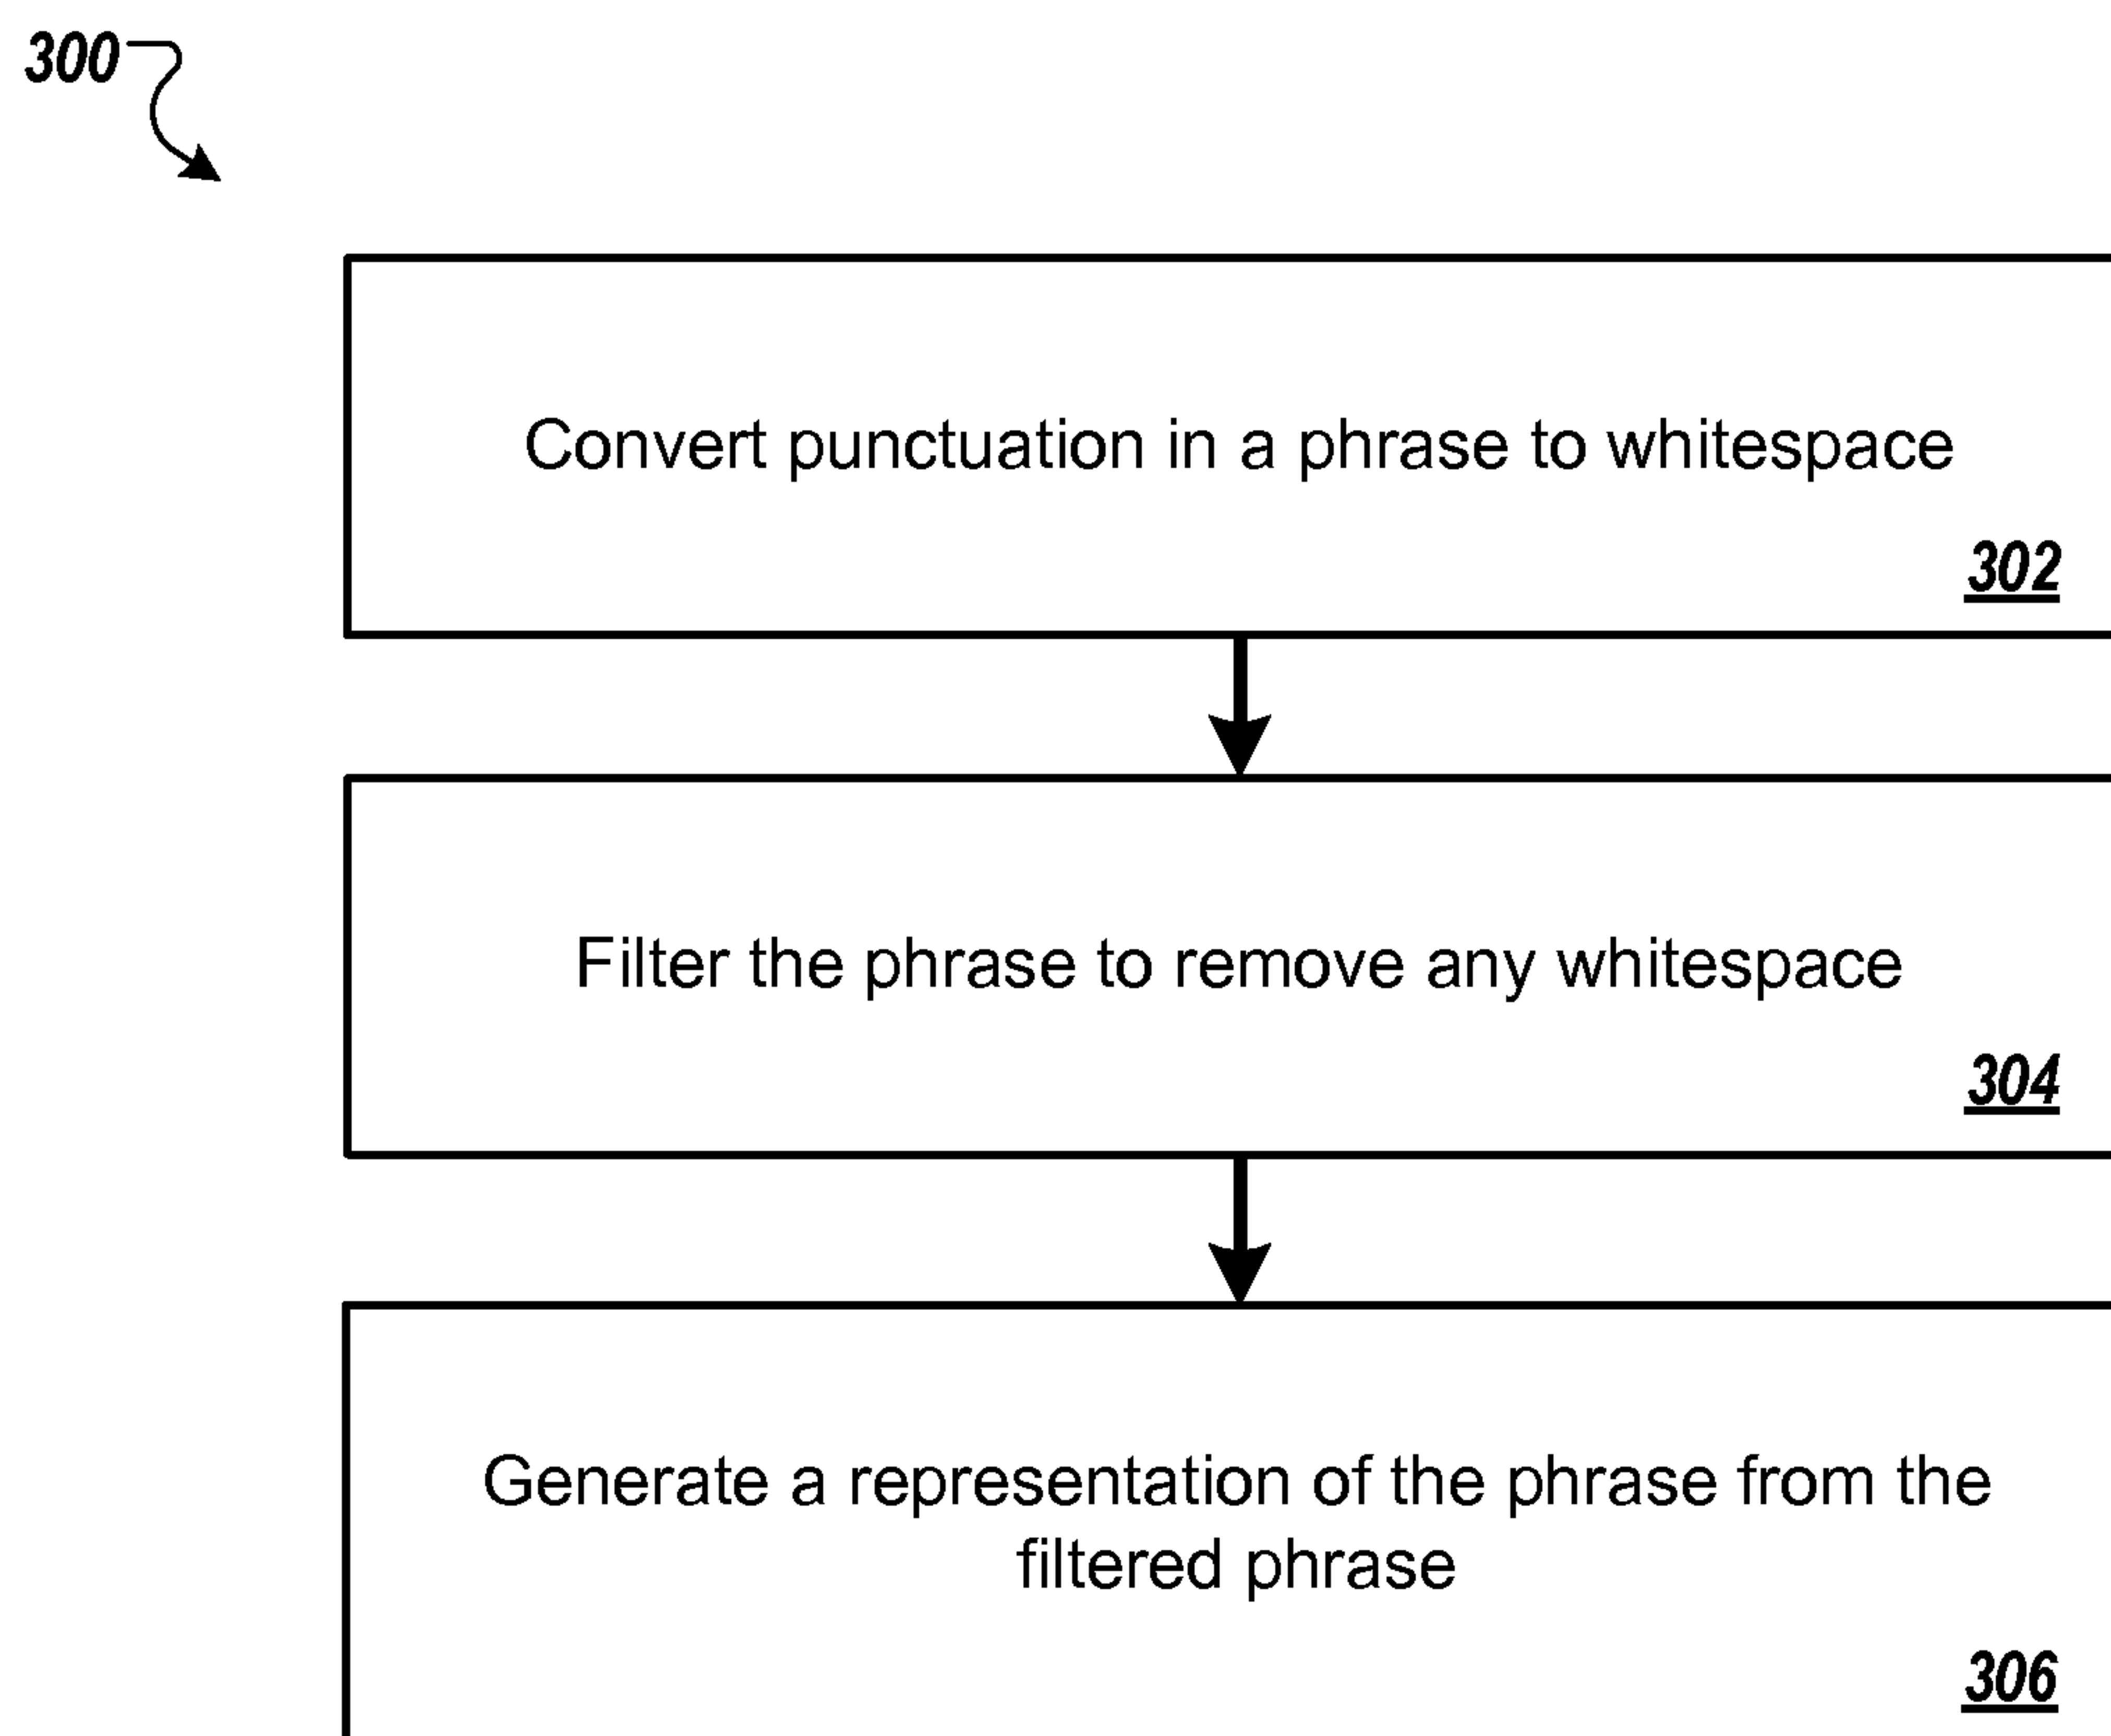 300
Convert punctuation in a phrase to whitespace
302
Filter the phrase to remove any whitespace
304
Generate a representation of the phrase from the
filtered phrase
306